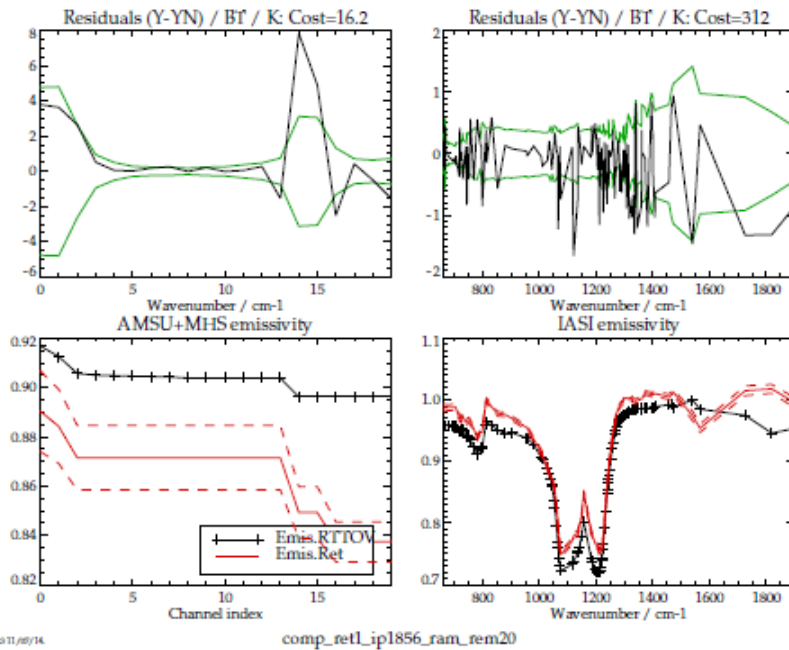 Residuals (Y-YN) / BT / K: Cost=16.2
Residuals (Y-YN) / BT / K: Cost=312
8
6
4
2
0
-2
-4
-6
2
1
0
-1
-2
0 5 10 15
800 1000 1200 1400 1600 1800
Wavenumber / cm-1
Wavenumber / cm-1
AMSU+MHS emissivity
IASI emissivity
0.92
0.90
0.88
0.86
0.84
0.82
1.1
1.0
0.9
0.8
0.7
Emis.RTTOV
Emis.Ret
0 5 10 15
800 1000 1200 1400 1600 1800
Channel index
Wavenumber / cm-1
comp_ret1_ip1856_ram_rem20